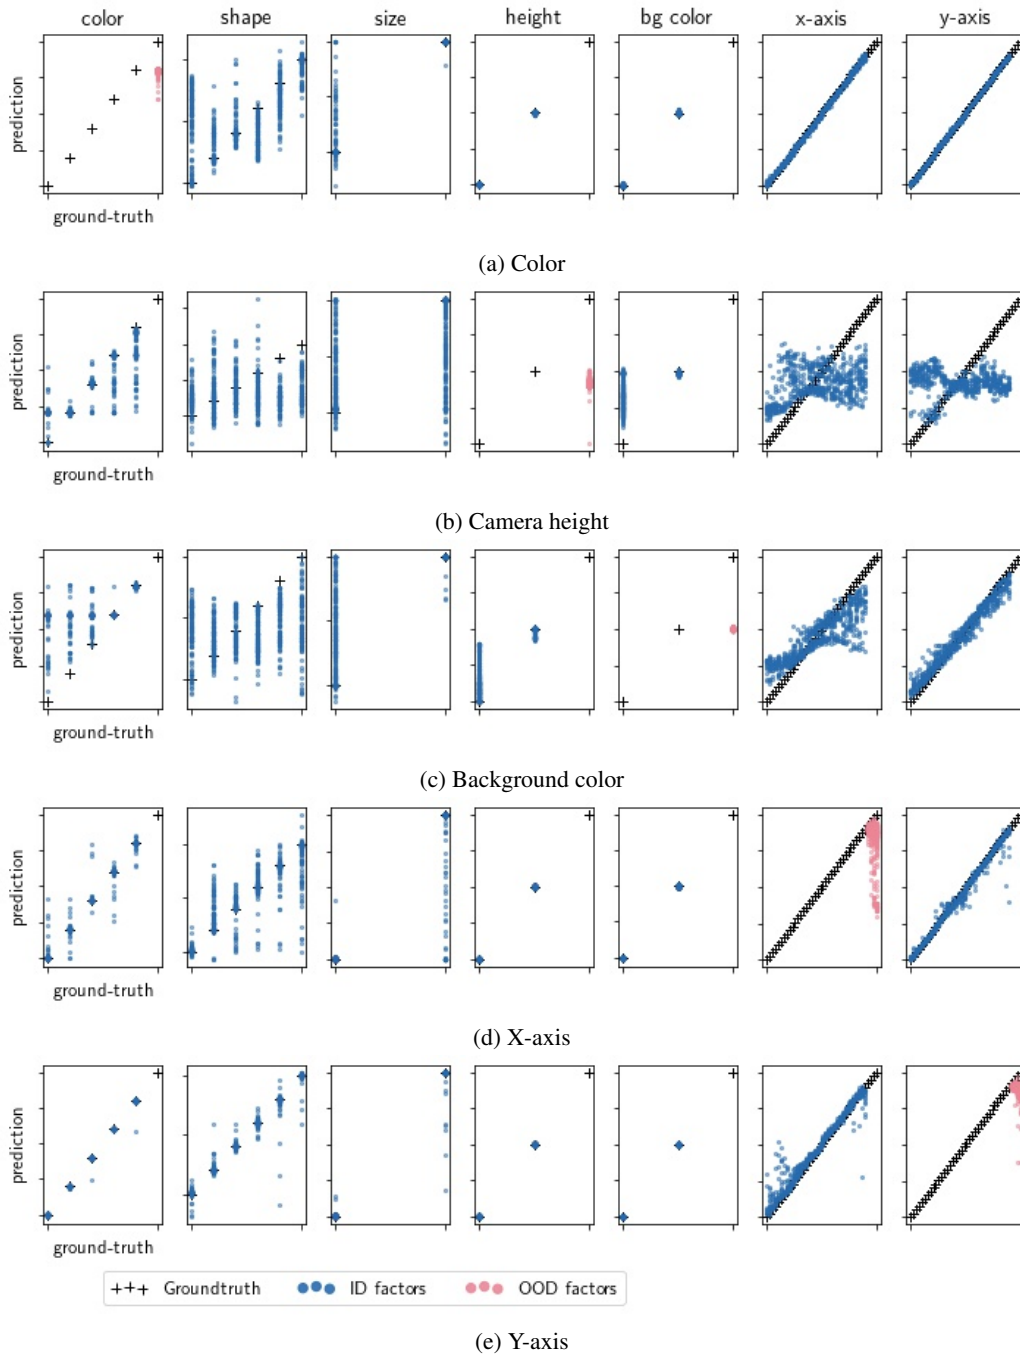 color shape size height bg color x-axis y-axis
prediction
ground-truth
(a) Color
prediction
ground-truth
(b) Camera height
prediction
ground-truth
(c) Background color
prediction
ground-truth
(d) X-axis
prediction
ground-truth
Groundtruth ID factors OOD factors
(e) Y-axis